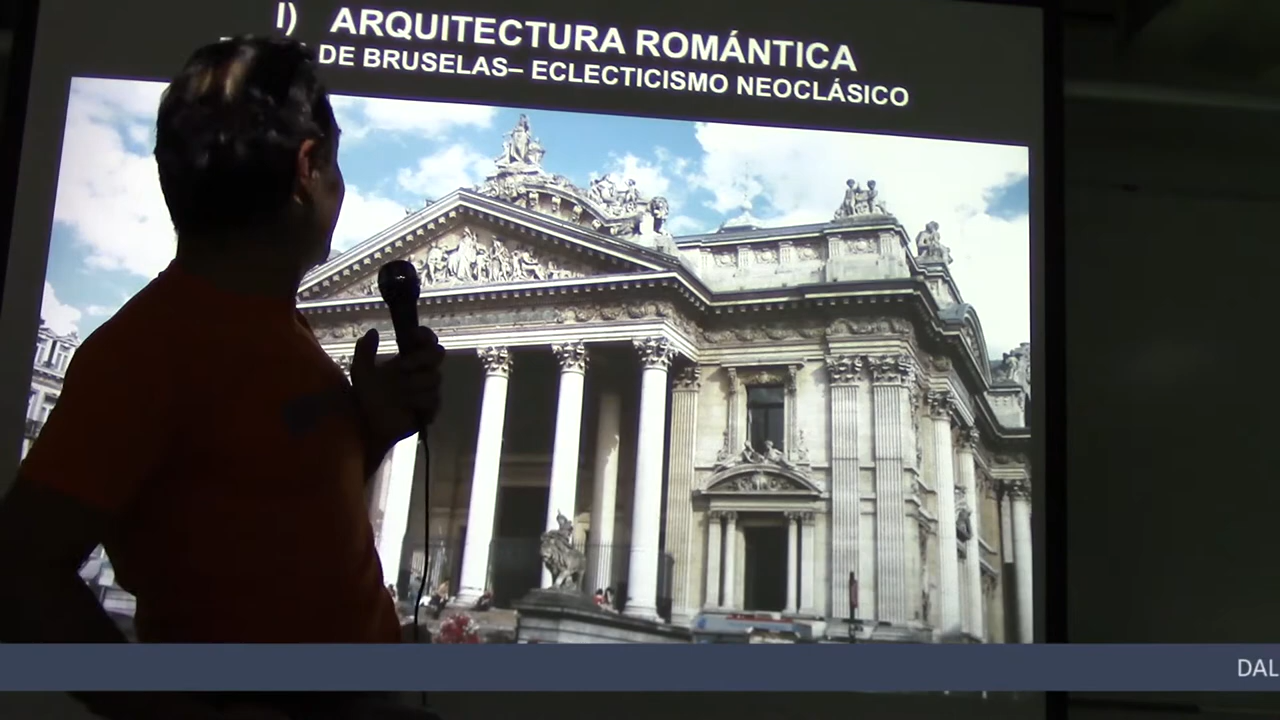 I) ARQUITECTURA ROMÁNTICA
DE BRUSELAS– ECLECTICISMO NEOCLÁSICO
DAL